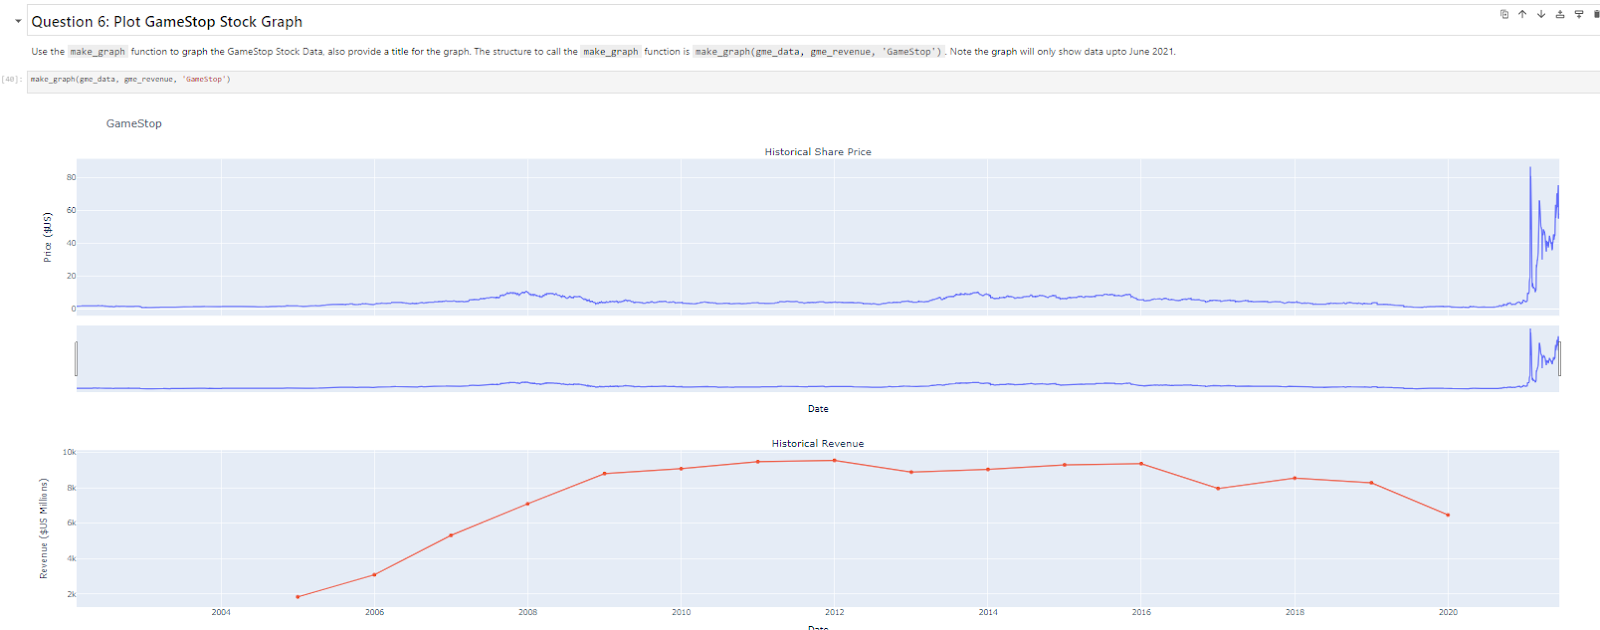 Question 6: Plot GameStop Stock Graph
Use the make_graph function to graph the GameStop Stock Data, also provide a title for the graph. The structure to call the make_graph function is make_graph(gme_data, gme_revenue, 'GameStop') . Note the graph will only show data upto June 2021.
[40]: make_graph(gme_data, gme_revenue, 'GameStop')
GameStop
Historical Share Price
80
60
40
20
0
Price ($US)
Date
Historical Revenue
10k
8k
6k
4k
2k
Revenue ($US Millions)
2004 2006 2008 2010 2012 2014 2016 2018 2020
Date